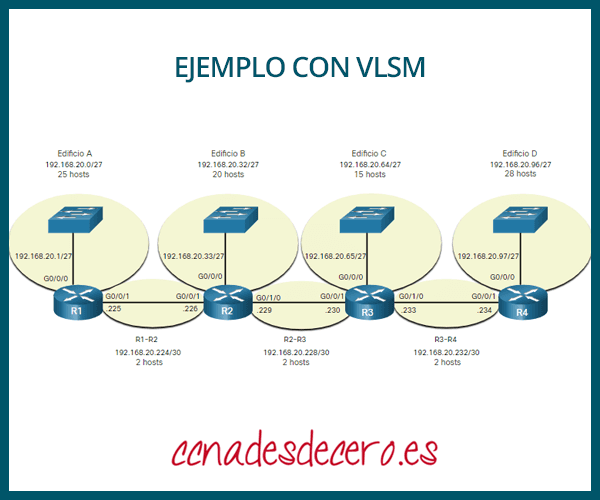 EJEMPLO CON VLSM
Edificio A
192.168.20.0/27
25 hosts
Edificio B
192.168.20.32/27
20 hosts
Edificio C
192.168.20.64/27
15 hosts
Edificio D
192.168.20.96/27
28 hosts
192.168.20.1/27
192.168.20.33/27
192.168.20.65/27
192.168.20.97/27
G0/0/0
G0/0/0
G0/0/0
G0/0/0
R1
G0/0/1
.225
G0/0/1
.226
R2
G0/1/0
.229
G0/0/1
.230
R3
G0/1/0
.233
G0/0/1
.234
R4
R1-R2
192.168.20.224/30
2 hosts
R2-R3
192.168.20.228/30
2 hosts
R3-R4
192.168.20.232/30
2 hosts
ccnadesdecero.es